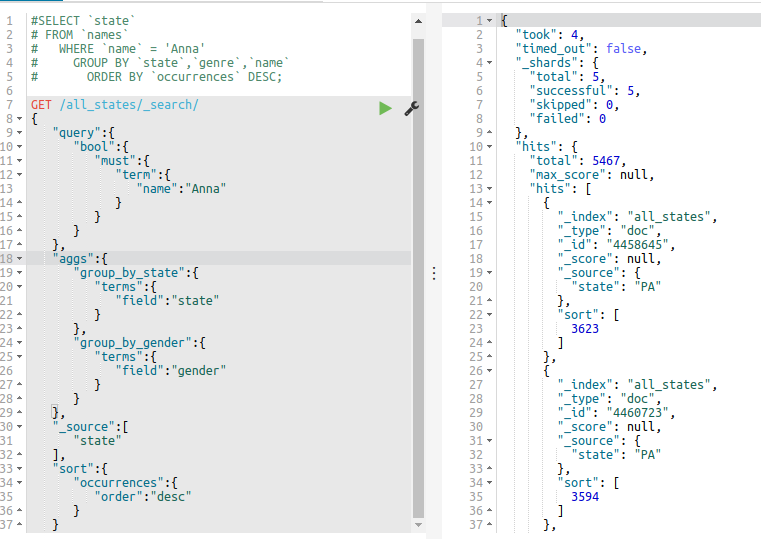 1 #SELECT `state`
2 # FROM `names`
3 #   WHERE `name` = 'Anna'
4 #     GROUP BY `state`,`genre`,`name`
5 #       ORDER BY `occurrences` DESC;
6
7 GET /all_states/_search/
8 {
9    "query":{
10       "bool":{
11          "must":{
12             "term":{
13                "name":"Anna"
14             }
15          }
16       }
17    },
18    "aggs":{
19       "group_by_state":{
20          "terms":{
21             "field":"state"
22          }
23       },
24       "group_by_gender":{
25          "terms":{
26             "field":"gender"
27          }
28       }
29    },
30    "_source":[
31       "state"
32    ],
33    "sort":{
34       "occurrences":{
35          "order":"desc"
36       }
37    }
1 {
2   "took": 4,
3   "timed_out": false,
4   "_shards": {
5     "total": 5,
6     "successful": 5,
7     "skipped": 0,
8     "failed": 0
9   },
10   "hits": {
11     "total": 5467,
12     "max_score": null,
13     "hits": [
14       {
15         "_index": "all_states",
16         "_type": "doc",
17         "_id": "4458645",
18         "_score": null,
19         "_source": {
20           "state": "PA"
21         },
22         "sort": [
23           3623
24         ]
25       },
26       {
27         "_index": "all_states",
28         "_type": "doc",
29         "_id": "4460723",
30         "_score": null,
31         "_source": {
32           "state": "PA"
33         },
34         "sort": [
35           3594
36         ]
37       },